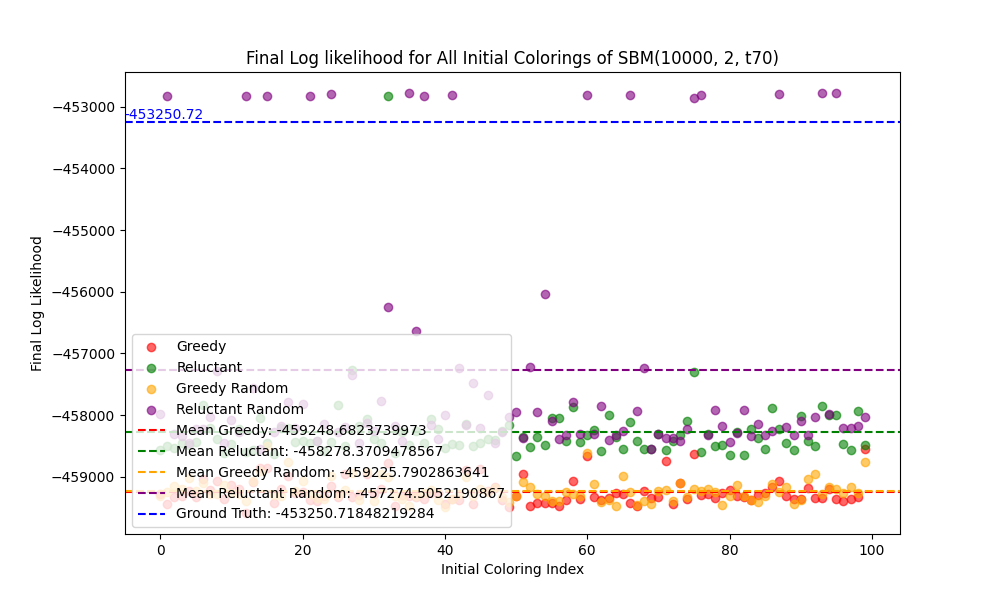 Final Log likelihood for All Initial Colorings of SBM(10000, 2, t70)
Final Log Likelihood
−453000
−454000
−455000
−456000
−457000
−458000
−459000
-453250.72
Greedy
Reluctant
Greedy Random
Reluctant Random
Mean Greedy: -459248.6823739973
Mean Reluctant: -458278.3709478567
Mean Greedy Random: -459225.7902863641
Mean Reluctant Random: -457274.5052190867
Ground Truth: -453250.71848219284
0
20
40
60
80
100
Initial Coloring Index